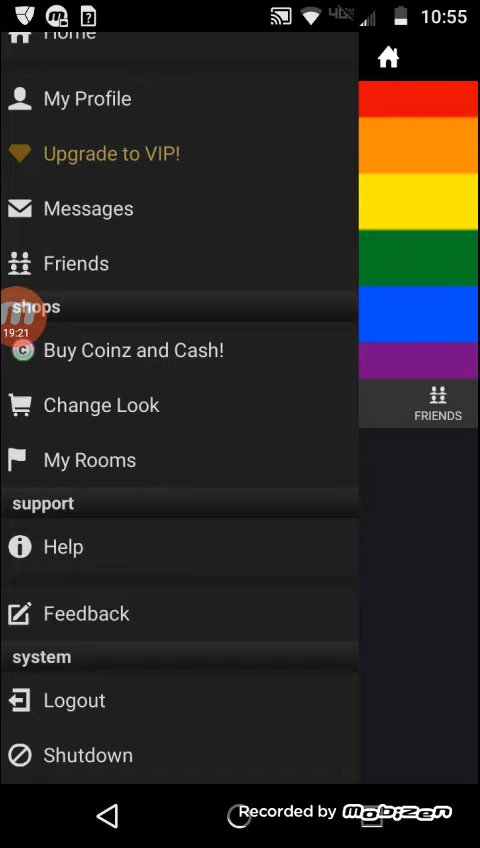 10:55
Home
My Profile
Upgrade to VIP!
Messages
Friends
shops
19:21
Buy Coinz and Cash!
Change Look
FRIENDS
My Rooms
support
Help
Feedback
system
Logout
Shutdown
Recorded by mobizen